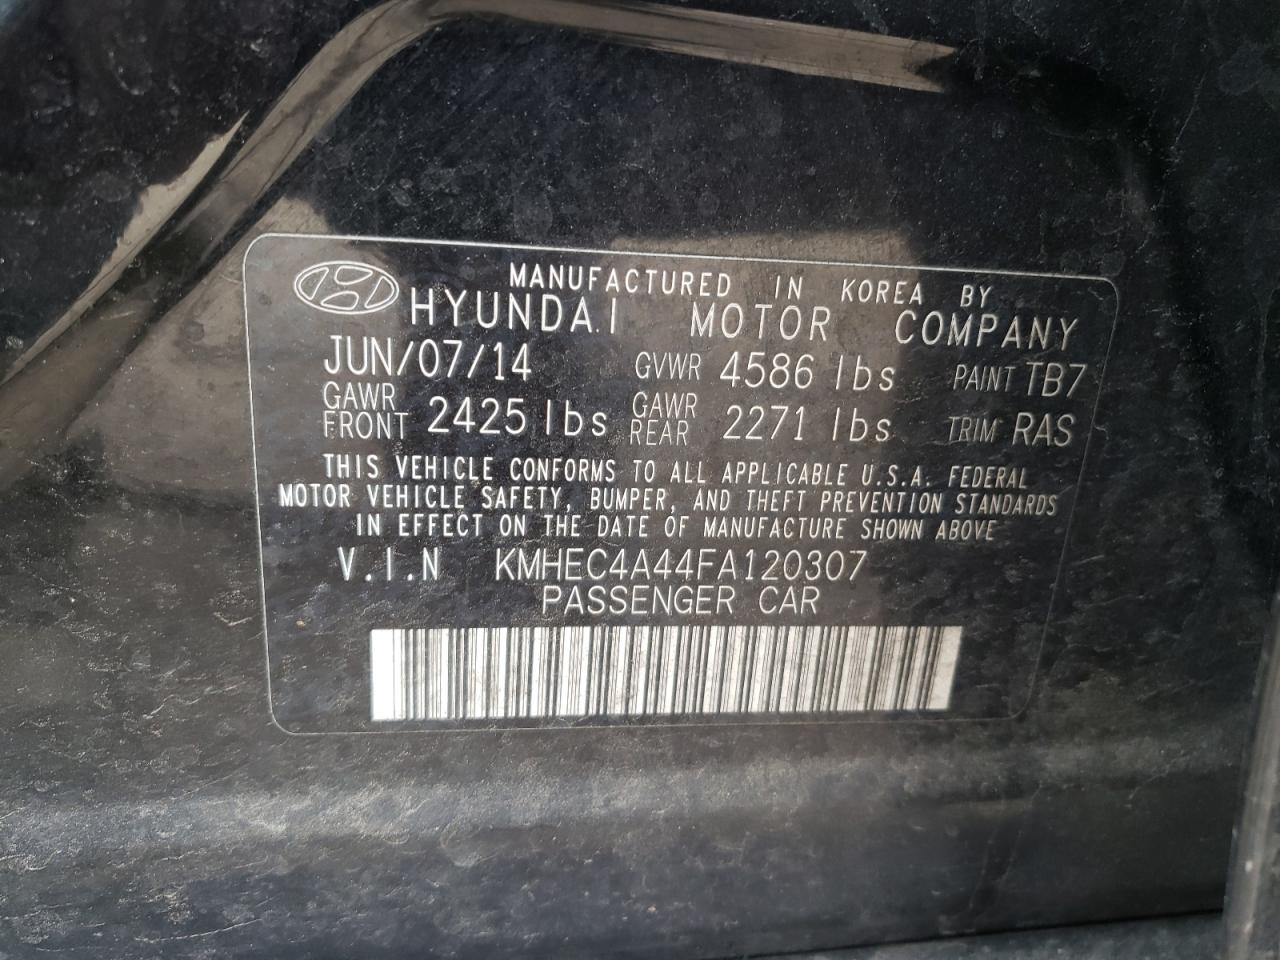 MANUFACTURED IN KOREA BY
HYUNDAI MOTOR COMPANY
JUN/07/14 GVWR 4586 lbs PAINT TB7
GAWR FRONT 2425 lbs GAWR REAR 2271 lbs TRIM RAS
THIS VEHICLE CONFORMS TO ALL APPLICABLE U.S.A. FEDERAL
MOTOR VEHICLE SAFETY, BUMPER, AND THEFT PREVENTION STANDARDS
IN EFFECT ON THE DATE OF MANUFACTURE SHOWN ABOVE
V.I.N KMHEC4A44FA120307
PASSENGER CAR